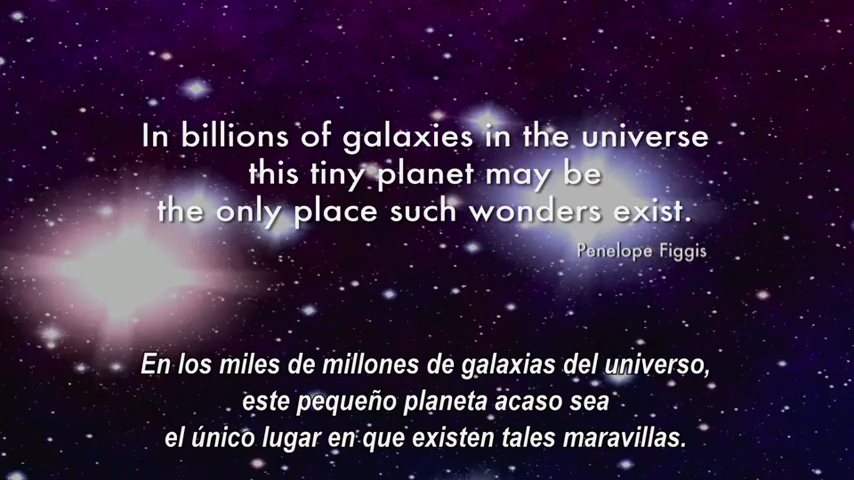 In billions of galaxies in the universe
this tiny planet may be
the only place such wonders exist.
Penelope Figgis
En los miles de millones de galaxias del universo,
este pequeño planeta acaso sea
el único lugar en que existen tales maravillas.